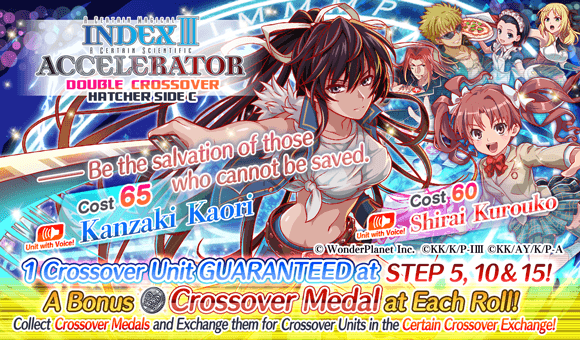 A CERTAIN MAGICAL
INDEX III
A CERTAIN SCIENTIFIC
ACCELERATOR
DOUBLE CROSSOVER
HATCHER SIDE C
— Be the salvation of those
who cannot be saved.
Cost 65
Unit with Voice!
Kanzaki Kaori
Cost 60
Unit with Voice!
Shirai Kurouko
© WonderPlanet Inc. ©KK/K/P-IⅢ ©KK/AY/K/P_A
1 Crossover Unit GUARANTEED at STEP 5, 10 & 15!
A Bonus Crossover Medal at Each Roll!
Collect Crossover Medals and Exchange them for Crossover Units in the Certain Crossover Exchange!